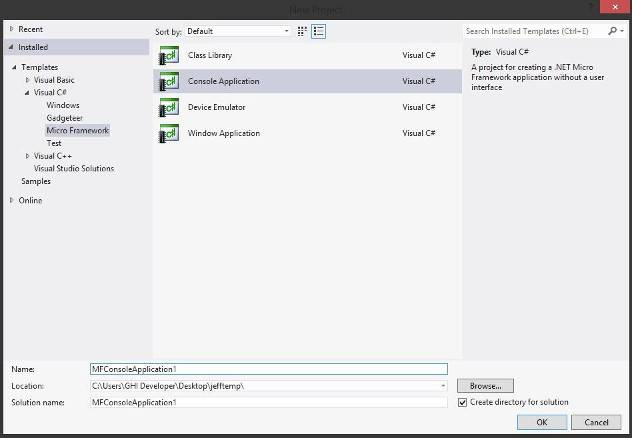 New Project
Recent
Installed
Templates
Visual Basic
Visual C#
Windows
Gadgeteer
Micro Framework
Test
Visual C++
Visual Studio Solutions
Samples
Online
Sort by: Default
Class Library Visual C#
Console Application Visual C#
Device Emulator Visual C#
Window Application Visual C#
Search Installed Templates (Ctrl+E)
Type: Visual C#
A project for creating a .NET Micro
Framework application without a user
interface
Name: MFConsoleApplication1
Location: C:\Users\GHI Developer\Desktop\jefftemp\ Browse...
Solution name: MFConsoleApplication1 Create directory for solution
OK Cancel